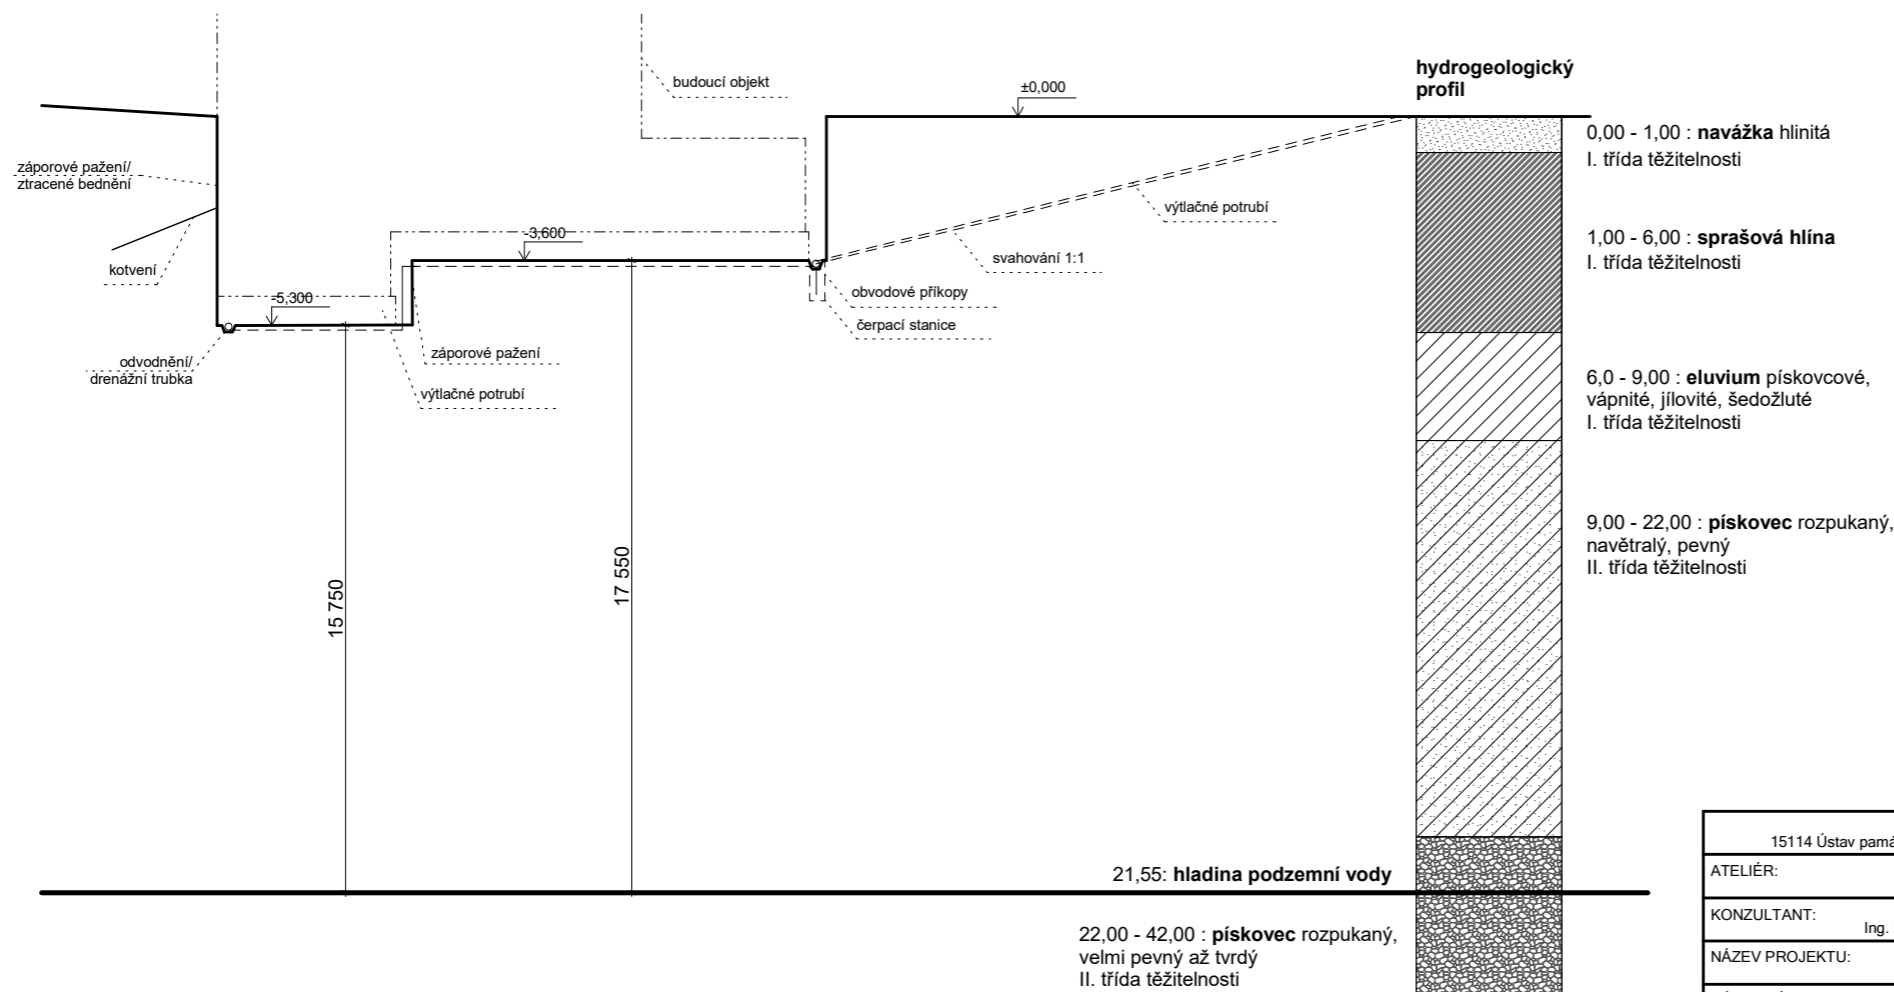 budoucí objekt
±0,000
hydrogeologický
profil
0,00 - 1,00 : navážka hlinitá
I. třída těžitelnosti
záporové pažení/
ztracené bednění
výtlačné potrubí
-3,600
svahování 1:1
1,00 - 6,00 : sprašová hlína
I. třída těžitelnosti
kotvení
-5,300
obvodové příkopy
čerpací stanice
odvodnění/
drenážní trubka
záporové pažení
výtlačné potrubí
6,0 - 9,00 : eluvium pískovcové,
vápnité, jílovité, šedožluté
I. třída těžitelnosti
9,00 - 22,00 : pískovec rozpukaný,
navětralý, pevný
II. třída těžitelnosti
15 750
17 550
21,55: hladina podzemní vody
22,00 - 42,00 : pískovec rozpukaný,
velmi pevný až tvrdý
II. třída těžitelnosti
15114 Ústav pamá
ATELIÉR:
KONZULTANT:
Ing.
NÁZEV PROJEKTU: